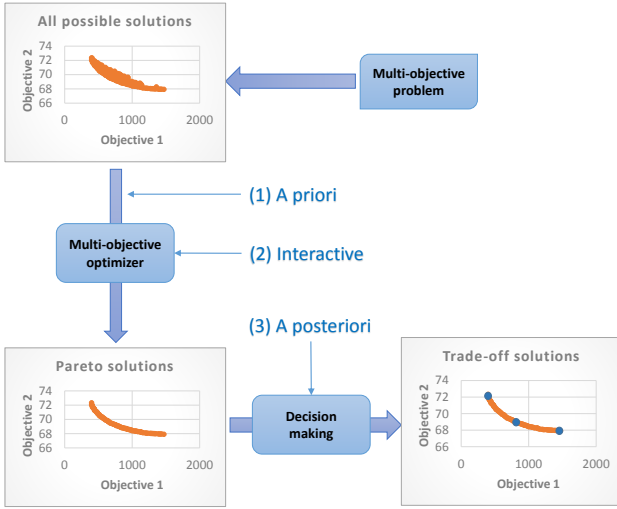 All possible solutions
Objective 2
74
72
70
68
66
0 1000 2000
Objective 1
Multi-objective
problem
(1) A priori
Multi-objective
optimizer
(2) Interactive
(3) A posteriori
Pareto solutions
Objective 2
74
72
70
68
66
0 1000 2000
Objective 1
Decision
making
Trade-off solutions
Objective 2
74
72
70
68
66
0 1000 2000
Objective 1